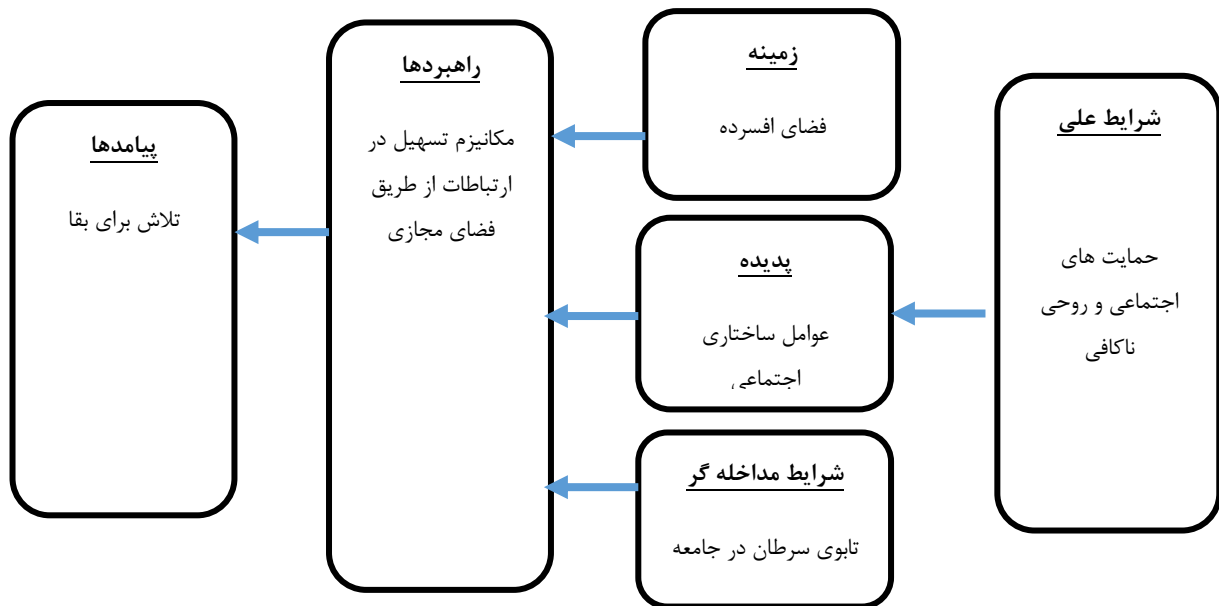 شرایط علی
حمایت های
اجتماعی و روحی
ناکافی
زمینه
فضای افسرده
پدیده
عوامل ساختاری
اجتماعی
شرایط مداخله گر
تابوی سرطان در جامعه
راهبردها
مکانیزم تسهیل در
ارتباطات از طریق
فضای مجازی
پیامدها
تلاش برای بقا